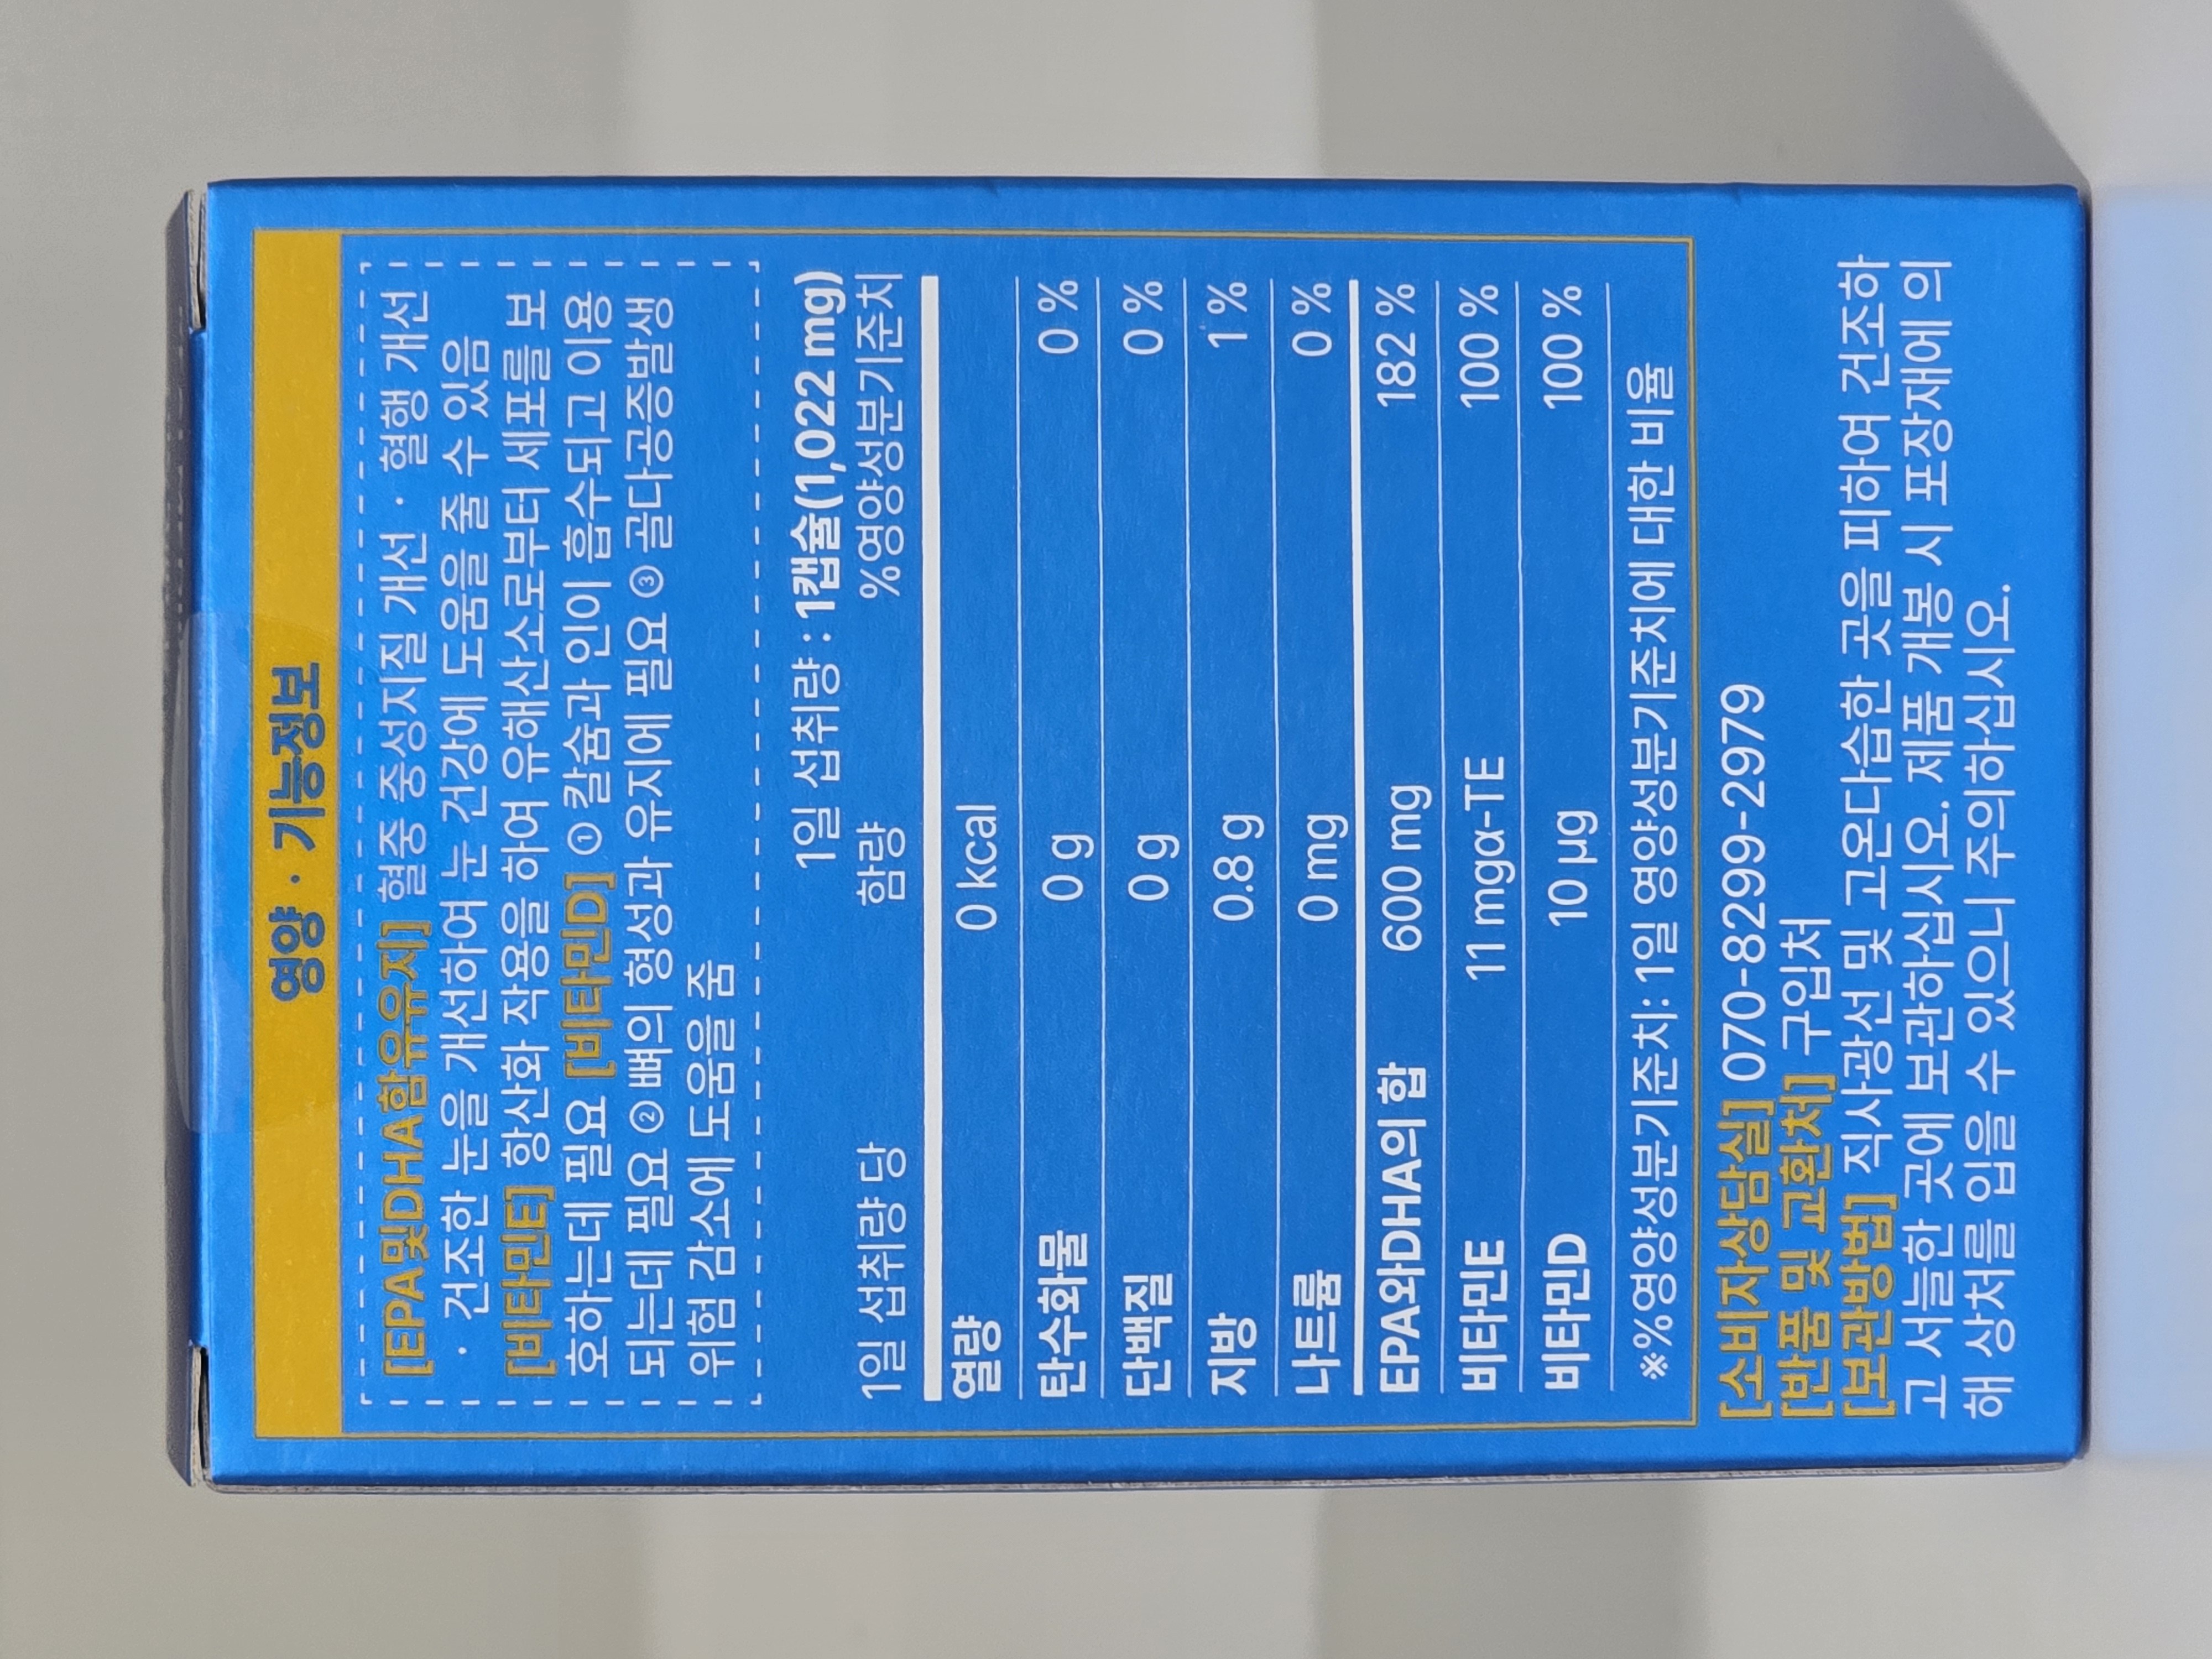 영양 · 기능정보
[EPA및DHA함유유지] 혈중 중성지질 개선 · 혈행 개선
· 건조한 눈을 개선하여 눈 건강에 도움을 줄 수 있음
[비타민E] 항산화 작용을 하여 유해산소로부터 세포를 보
호하는데 필요 [비타민D] ① 칼슘과 인이 흡수되고 이용
되는데 필요 ② 뼈의 형성과 유지에 필요 ③ 골다공증발생
위험 감소에 도움을 줌
1일 섭취량 : 1캡슐(1,022 mg)
1일 섭취량 당 함량 %영양성분기준치
열량 0 kcal
탄수화물 0 g 0 %
단백질 0 g 0 %
지방 0.8 g 1 %
나트륨 0 mg 0 %
EPA와DHA의 합 600 mg 182 %
비타민E 11 mgα-TE 100 %
비타민D 10 µg 100 %
※%영양성분기준치: 1일 영양성분기준치에 대한 비율
[소비자상담실] 070-8299-2979
[반품 및 교환처] 구입처
[보관방법] 직사광선 및 고온다습한 곳을 피하여 건조하
고 서늘한 곳에 보관하십시오. 제품 개봉 시 포장재에 의
해 상처를 입을 수 있으니 주의하십시오.